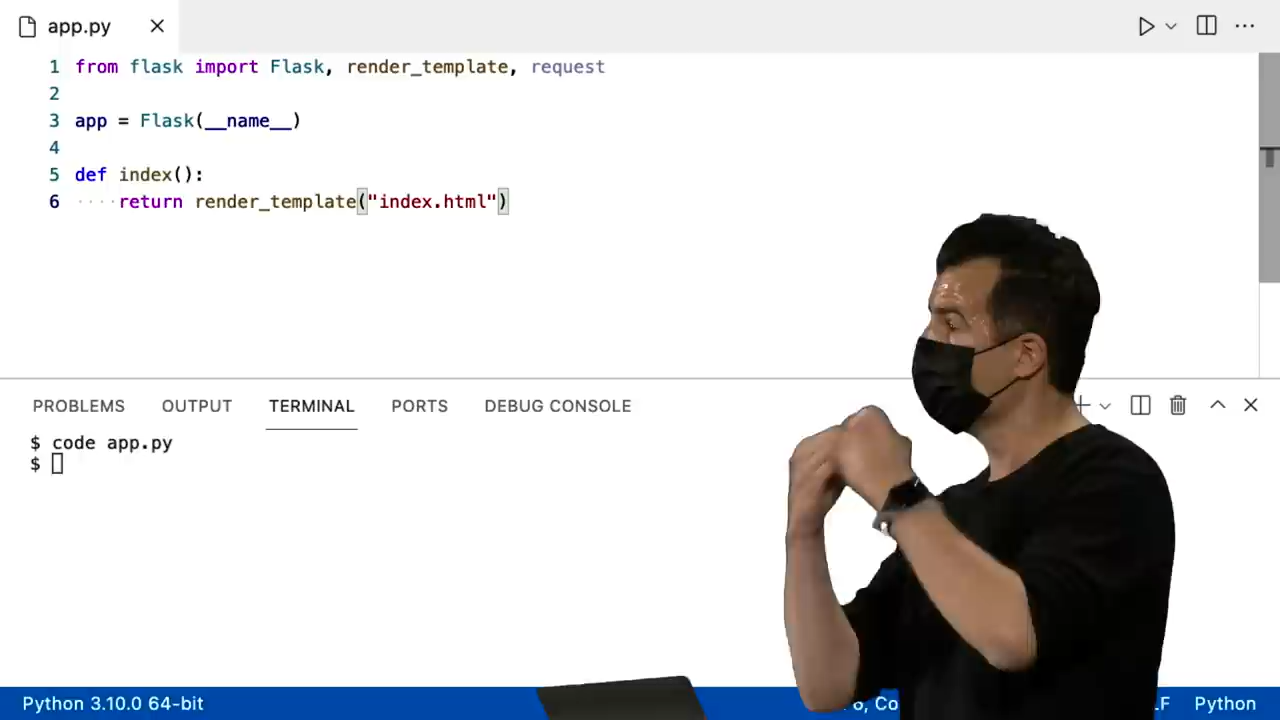 app.py
1 from flask import Flask, render_template, request
2
3 app = Flask(__name__)
4
5 def index():
6 ····return render_template("index.html")
PROBLEMS OUTPUT TERMINAL PORTS DEBUG CONSOLE
$ code app.py
$
Python 3.10.0 64-bit Python